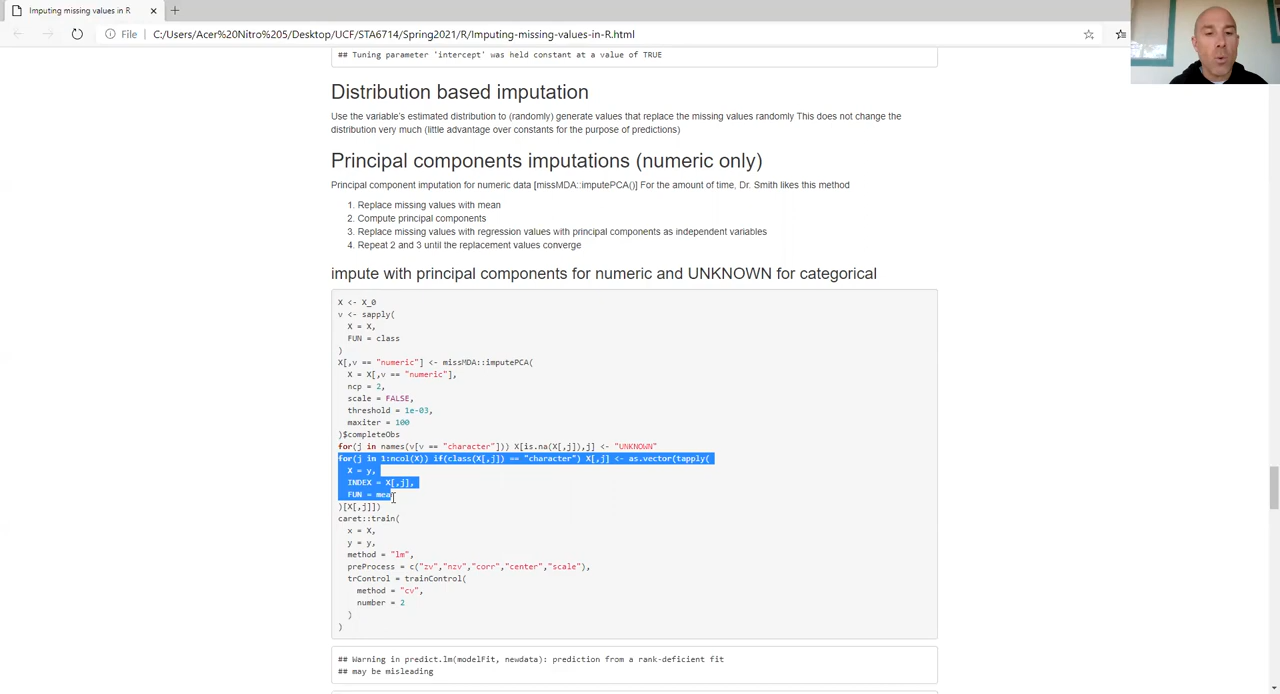 Imputing missing values in R
File
C:/Users/Acer%20Nitro%205/Desktop/UCF/STA6714/Spring2021/R/Imputing-missing-values-in-R.html
## Tuning parameter 'intercept' was held constant at a value of TRUE
Distribution based imputation
Use the variable's estimated distribution to (randomly) generate values that replace the missing values randomly This does not change the
distribution very much (little advantage over constants for the purpose of predictions)
Principal components imputations (numeric only)
Principal component imputation for numeric data [missMDA::imputePCA()] For the amount of time, Dr. Smith likes this method
1. Replace missing values with mean
2. Compute principal components
3. Replace missing values with regression values with principal components as independent variables
4. Repeat 2 and 3 until the replacement values converge
impute with principal components for numeric and UNKNOWN for categorical
X <- X_0
v <- sapply(
X = X,
FUN = class
)
X[,v == "numeric"] <- missMDA::imputePCA(
X = X[,v == "numeric"],
ncp = 2,
scale = FALSE,
threshold = 1e-03,
maxiter = 100
)$completeObs
for(j in names(v[v == "character"])) X[is.na(X[,j]),j] <- "UNKNOWN"
for(j in 1:ncol(X)) if(class(X[,j]) == "character") X[,j] <- as.vector(tapply(
X = y,
INDEX = X[,j],
FUN = mea
)[X[,j]])
caret::train(
x = X,
y = y,
method = "lm",
preProcess = c("zv","nzv","corr","center","scale"),
trControl = trainControl(
method = "cv",
number = 2
)
)
## Warning in predict.lm(modelFit, newdata): prediction from a rank-deficient fit
## may be misleading